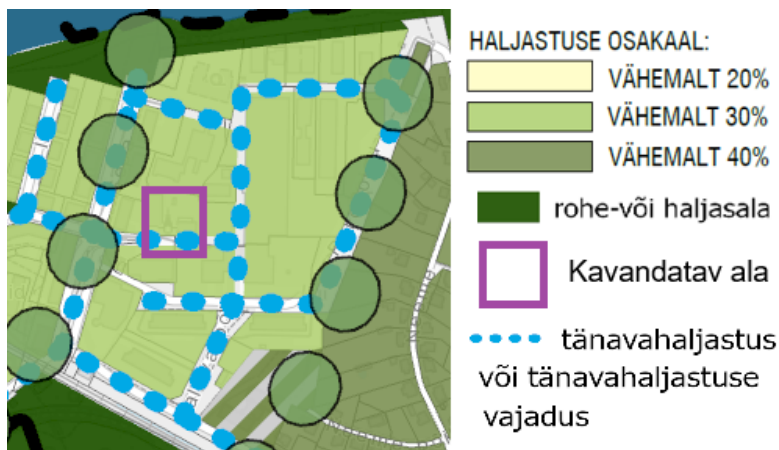 HALJASTUSE OSAKAAL:
VÄHEMALT 20%
VÄHEMALT 30%
VÄHEMALT 40%
rohe-või haljasala
Kavandatav ala
tänavahaljastus
või tänavahaljastuse
vajadus